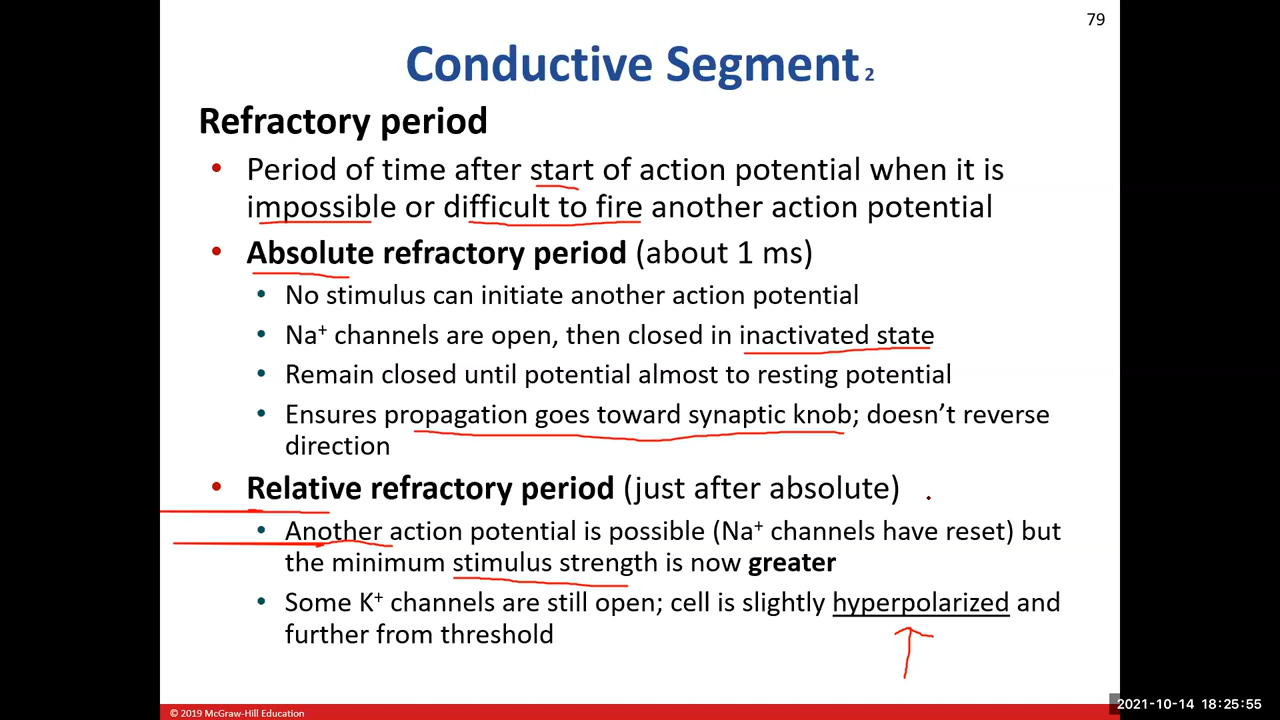 79
Conductive Segment 2
Refractory period
• Period of time after start of action potential when it is
impossible or difficult to fire another action potential
• Absolute refractory period (about 1 ms)
• No stimulus can initiate another action potential
• Na⁺ channels are open, then closed in inactivated state
• Remain closed until potential almost to resting potential
• Ensures propagation goes toward synaptic knob; doesn’t reverse
direction
• Relative refractory period (just after absolute)
• Another action potential is possible (Na⁺ channels have reset) but
the minimum stimulus strength is now greater
• Some K⁺ channels are still open; cell is slightly hyperpolarized and
further from threshold
© 2019 McGraw-Hill Education
2021-10-14 18:25:55